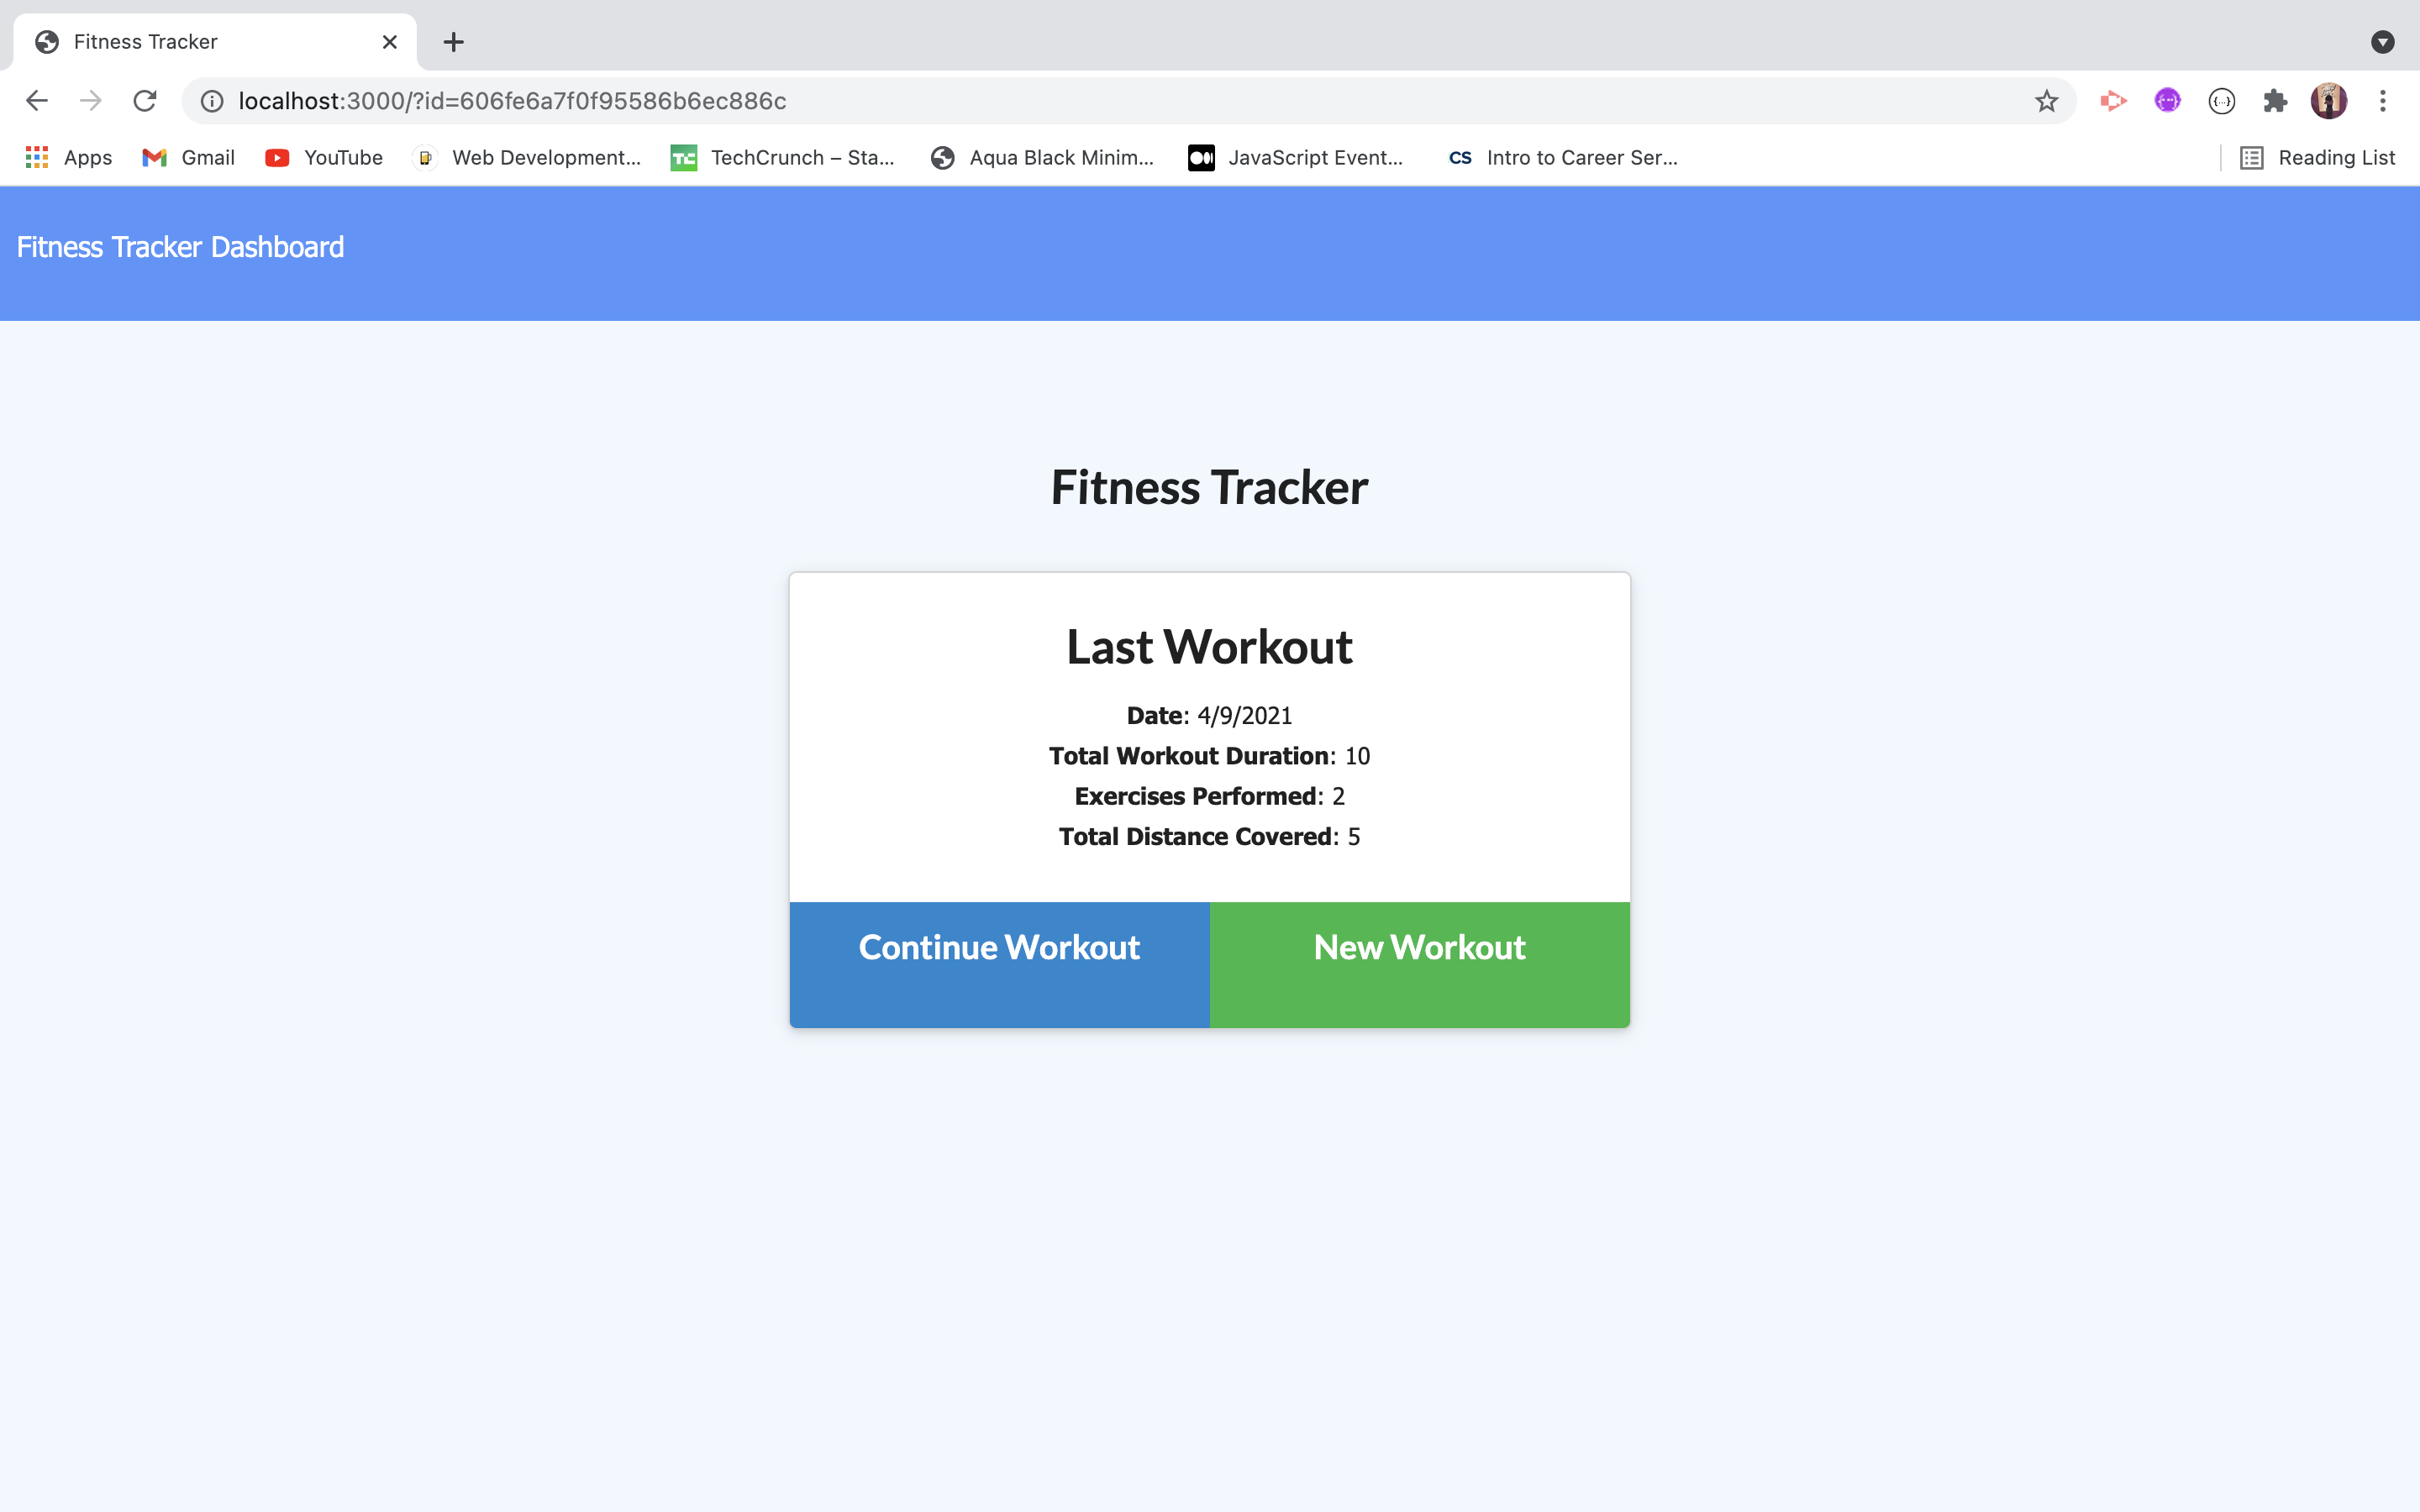 Fitness Tracker
localhost:3000/?id=606fe6a7f0f95586b6ec886c
Apps Gmail YouTube Web Development... TechCrunch – Sta... Aqua Black Minim... JavaScript Event... CS Intro to Career Ser... Reading List
Fitness Tracker Dashboard
Fitness Tracker
Last Workout
Date: 4/9/2021
Total Workout Duration: 10
Exercises Performed: 2
Total Distance Covered: 5
Continue Workout New Workout